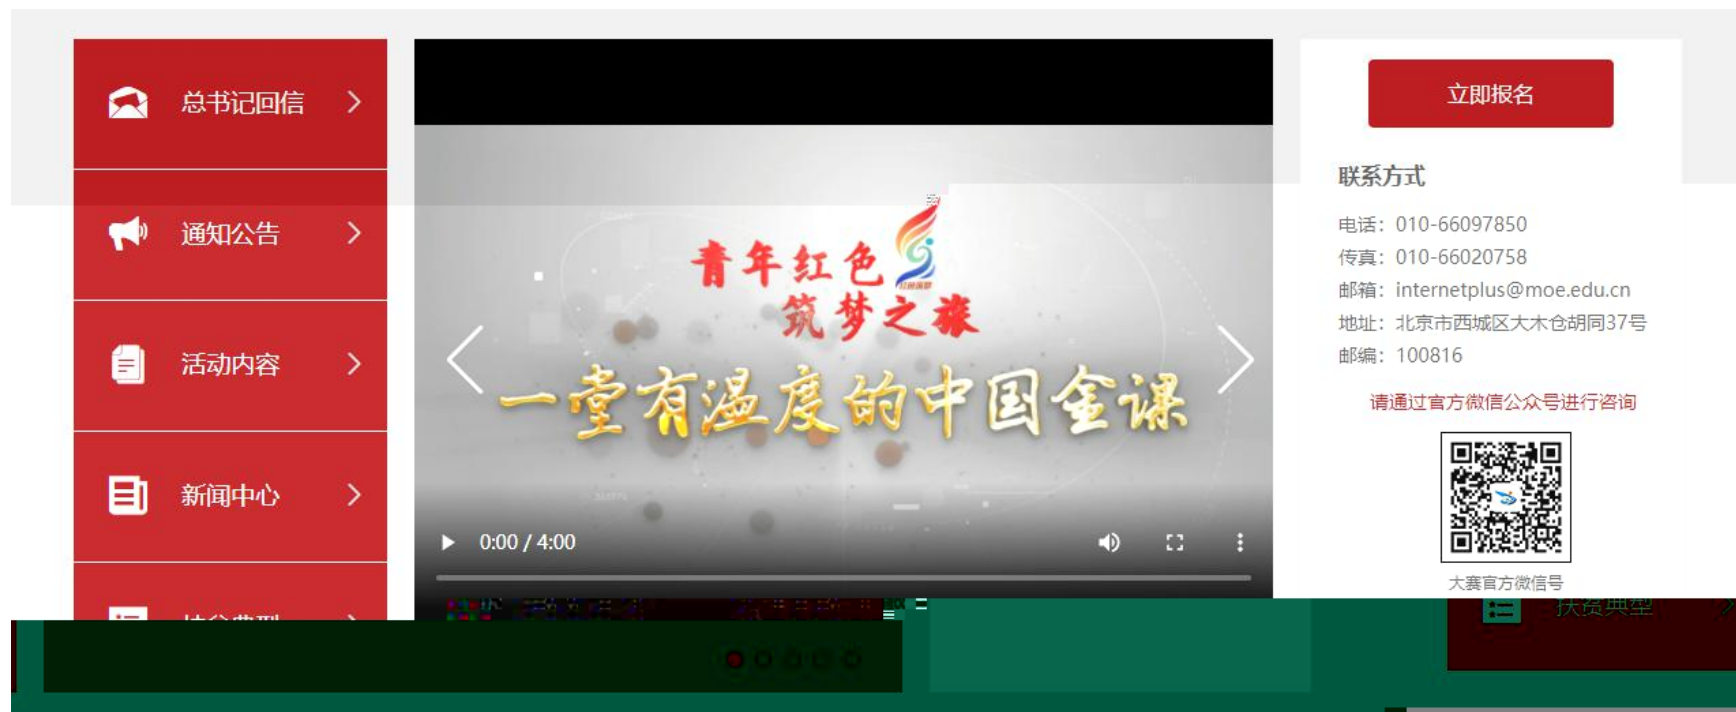 总书记回信
通知公告
活动内容
新闻中心
青年红色
筑梦之旅
一堂有温度的中国金课
0:00 / 4:00
立即报名
联系方式
电话：010-66097850
传真：010-66020758
邮箱：internetplus@moe.edu.cn
地址：北京市西城区大木仓胡同37号
邮编：100816
请通过官方微信公众号进行咨询
大赛官方微信号
扶贫典型